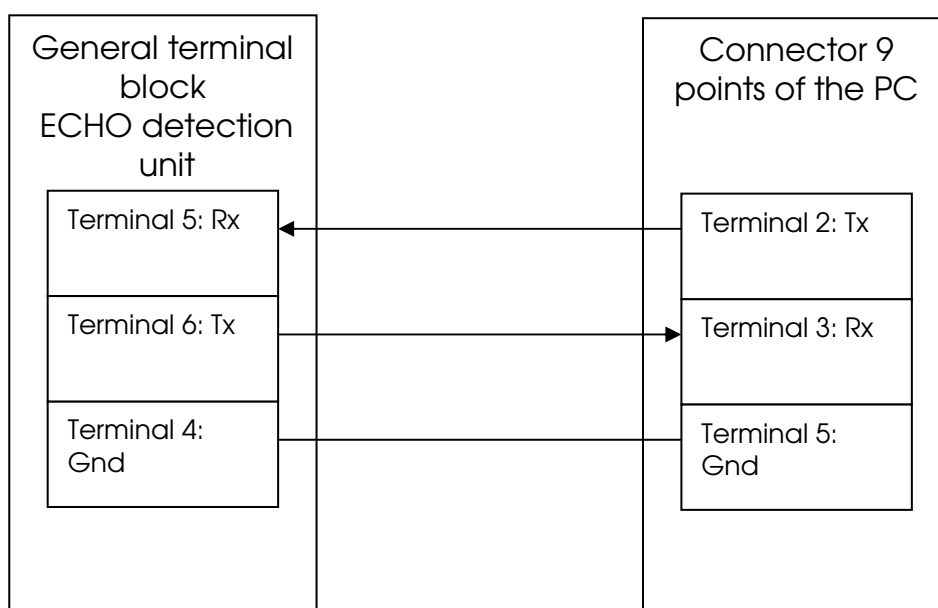 General terminal
block
ECHO detection
unit
Terminal 5: Rx
Terminal 6: Tx
Terminal 4:
Gnd
Connector 9
points of the PC
Terminal 2: Tx
Terminal 3: Rx
Terminal 5:
Gnd